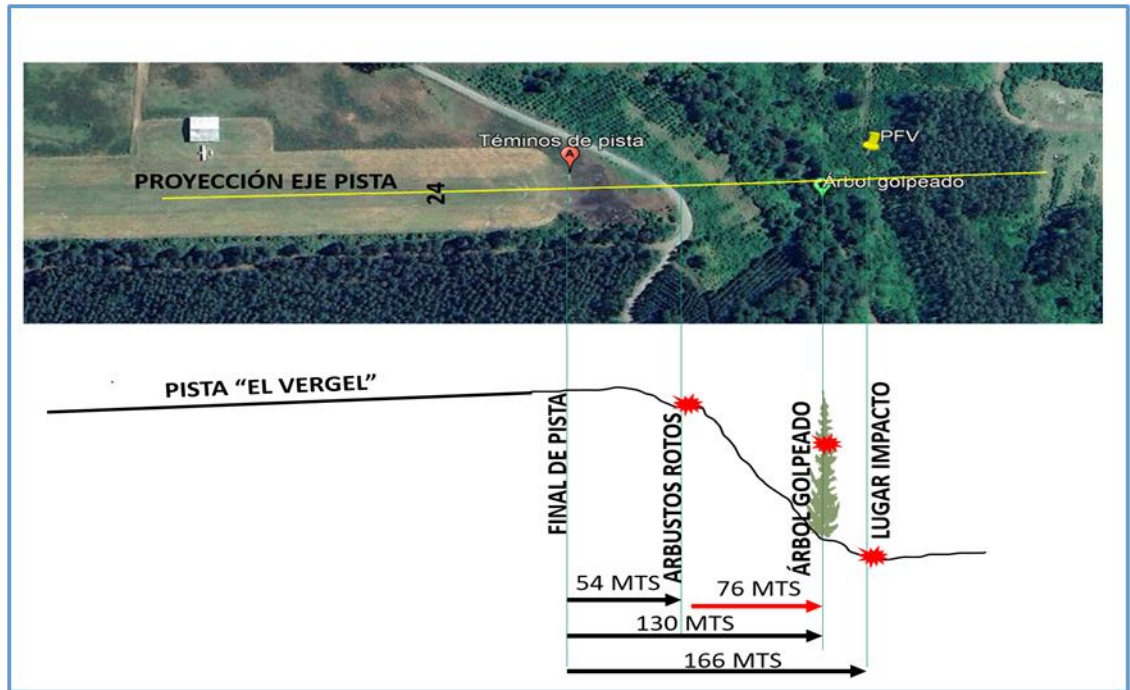 Téminos de pista
PFV
PROYECCIÓN EJE PISTA
24
Árbol golpeado
PISTA “EL VERGEL”
FINAL DE PISTA
ARBUSTOS ROTOS
ÁRBOL GOLPEADO
LUGAR IMPACTO
54 MTS
76 MTS
130 MTS
166 MTS
A